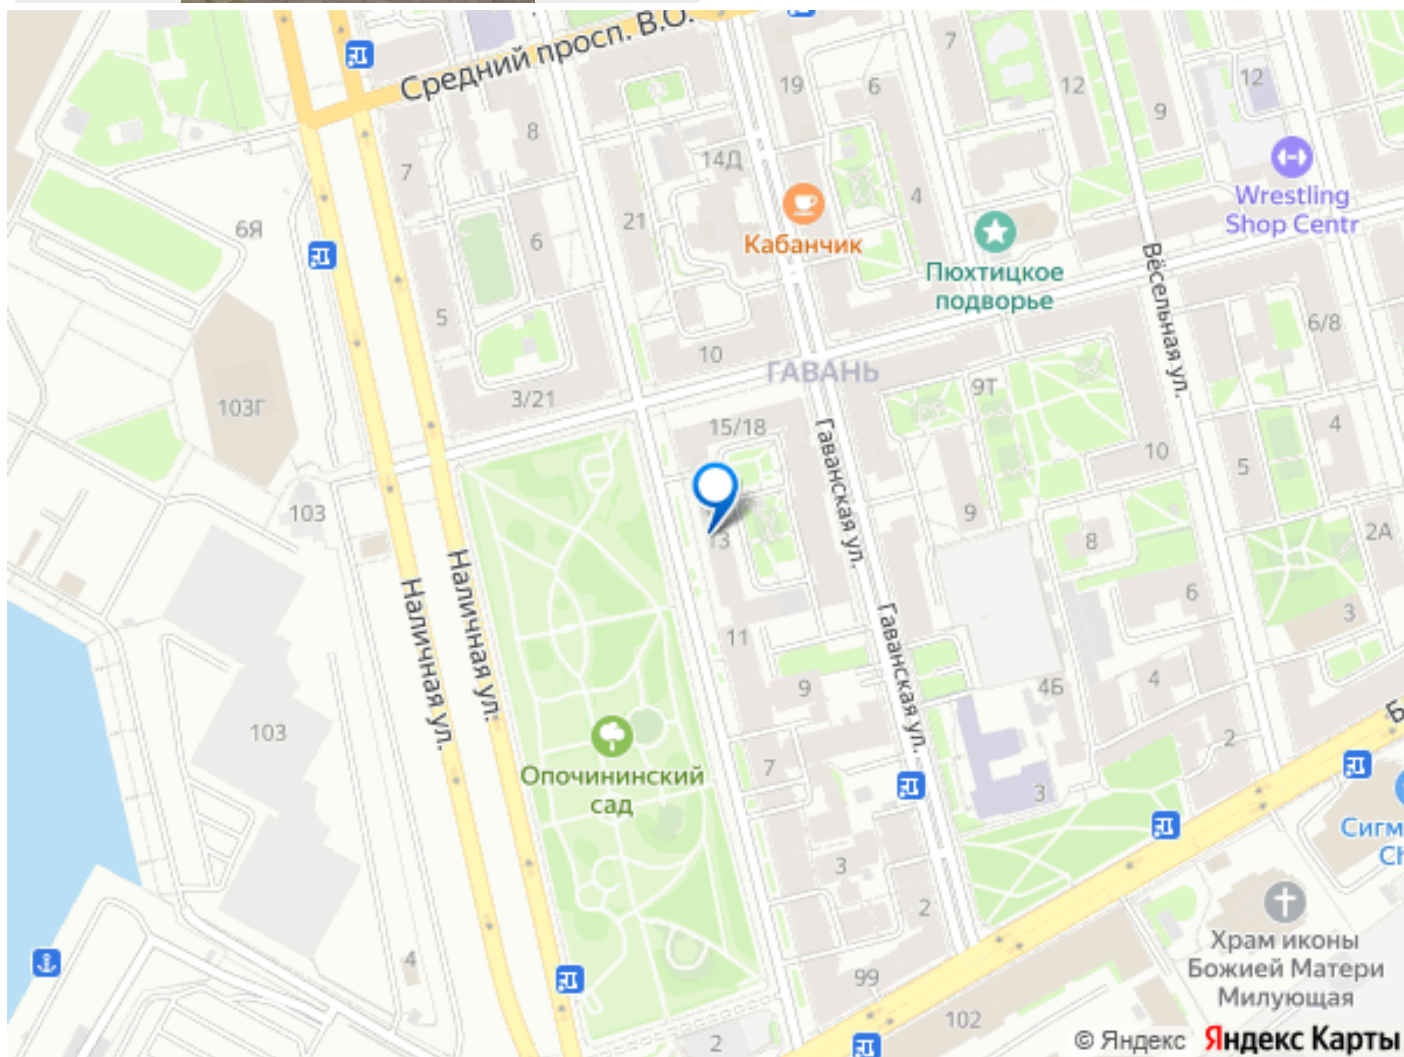 Средний просп. В.О.
7
12
12
19
6
9
8
14Д
7
Wrestling
Shop Centr
4
21
6Я
6
Кабанчик
Пюхтицкое
подворье
Вёсельная ул.
5
6/8
10
ГАВАНЬ
9Т
3/21
103Г
15/18
4
Гаванская ул.
10
5
103
9
13
8
2А
Наличная ул.
Наличная ул.
6
3
11
Гаванская ул.
9
4Б
4
103
2
Б
7
Опочининский
сад
3
Сигм
Ch
3
2
Храм иконы
Божией Матери
Милующая
4
99
102
2
© Яндекс Яндекс Карты